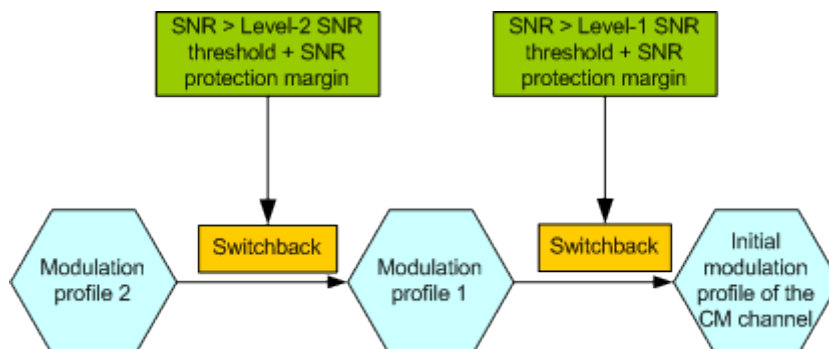 SNR > Level-2 SNR
threshold + SNR
protection margin
SNR > Level-1 SNR
threshold + SNR
protection margin
Switchback
Switchback
Modulation
profile 2
Modulation
profile 1
Initial
modulation
profile of the
CM channel